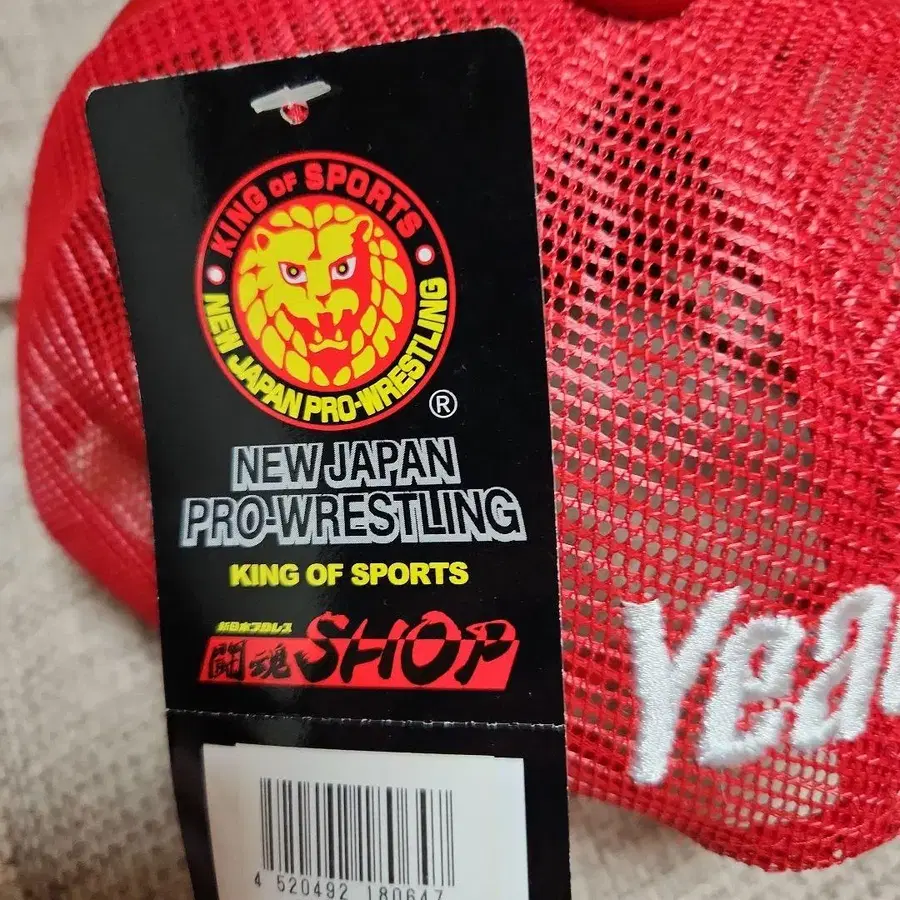 KING OF SPORTS
NEW JAPAN PRO-WRESTLING
®
NEW JAPAN
PRO-WRESTLING
KING OF SPORTS
新日本プロレス
闘魂SHOP
4 520492 180647